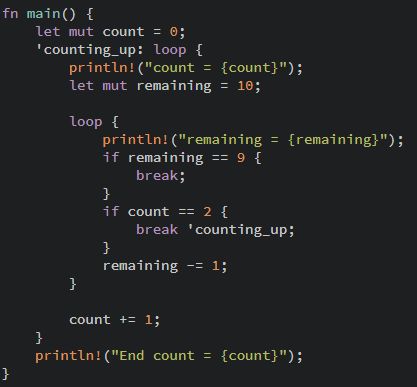 fn main() {
    let mut count = 0;
    'counting_up: loop {
        println!("count = {count}");
        let mut remaining = 10;

        loop {
            println!("remaining = {remaining}");
            if remaining == 9 {
                break;
            }
            if count == 2 {
                break 'counting_up;
            }
            remaining -= 1;
        }

        count += 1;
    }
    println!("End count = {count}");
}